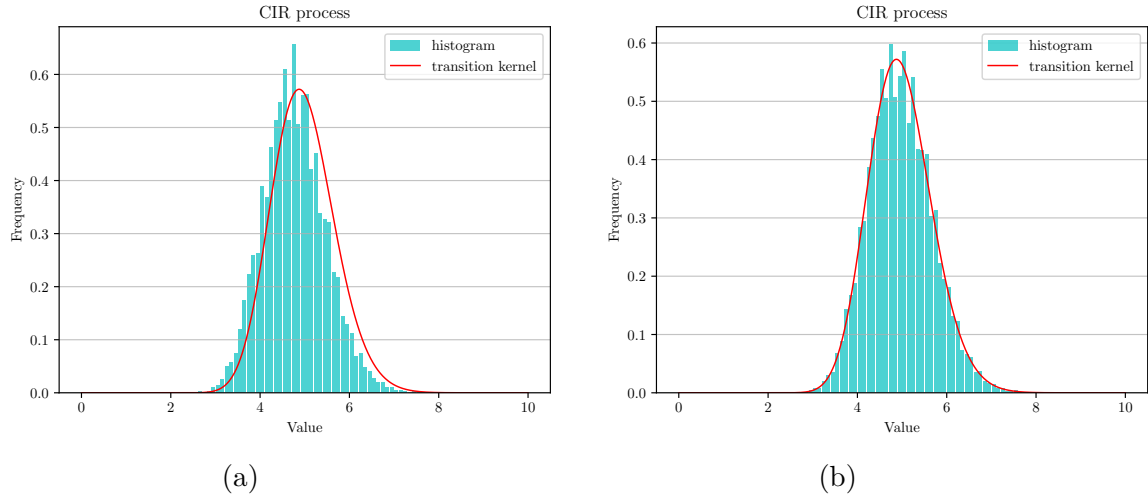 CIR process
histogram
transition kernel
Frequency
0.6
0.5
0.4
0.3
0.2
0.1
0.0
0 2 4 6 8 10
Value
(a)
CIR process
histogram
transition kernel
Frequency
0.6
0.5
0.4
0.3
0.2
0.1
0.0
0 2 4 6 8 10
Value
(b)